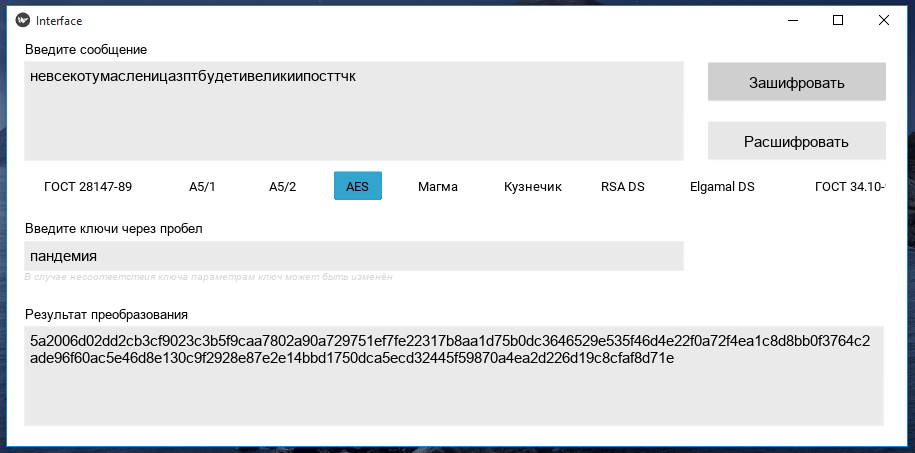 Interface
Введите сообщение
невсекотумасленицазптбудетивеликиипосттчк
Зашифровать
Расшифровать
ГОСТ 28147-89 A5/1 A5/2 AES Магма Кузнечик RSA DS Elgamal DS ГОСТ 34.10-
Введите ключи через пробел
пандемия
В случае несоответствия ключа параметрам ключ может быть изменён
Результат преобразования
5a2006d02dd2cb3cf9023c3b5f9caa7802a90a729751ef7fe22317b8aa1d75b0dc3646529e535f46d4e22f0a72f4ea1c8d8bb0f3764c2
ade96f60ac5e46d8e130c9f2928e87e2e14bbd1750dca5ecd32445f59870a4ea2d226d19c8cfaf8d71e